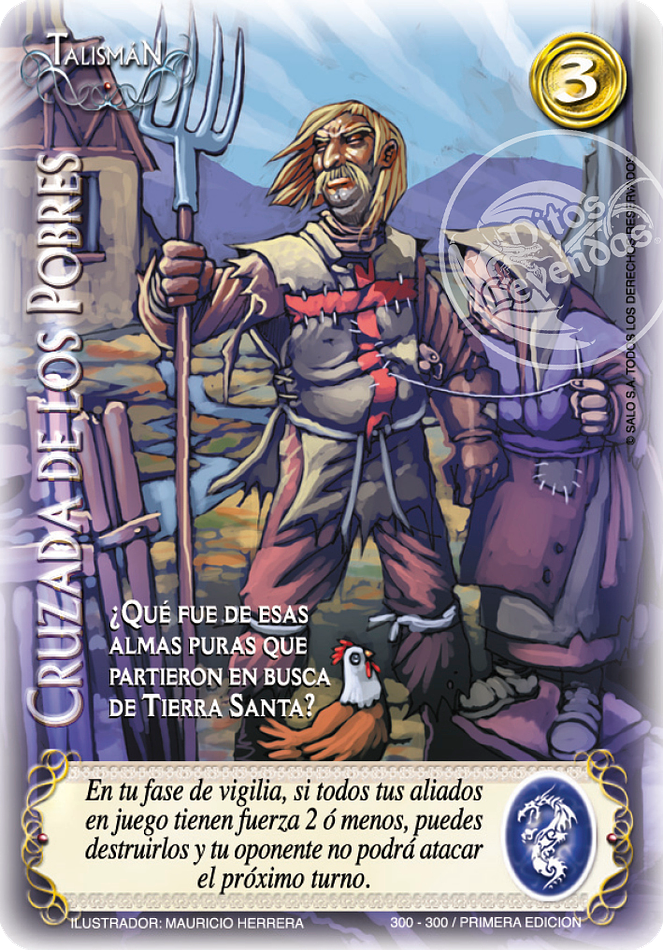 TALISMÁN
3
CRUZADA DE LOS POBRES
Mitos
y
Leyendas
© SALO S.A. TODOS LOS DERECHOS RESERVADOS
¿QUÉ FUE DE ESAS
ALMAS PURAS QUE
PARTIERON EN BUSCA
DE TIERRA SANTA?
En tu fase de vigilia, si todos tus aliados
en juego tienen fuerza 2 ó menos, puedes
destruirlos y tu oponente no podrá atacar
el próximo turno.
ILUSTRADOR: MAURICIO HERRERA
300 - 300 / PRIMERA EDICION